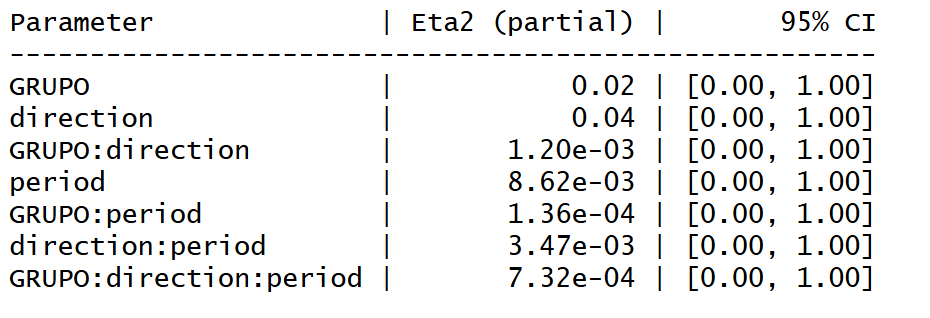 Parameter | Eta2 (partial) | 95% CI
------------------------------------------------------
GRUPO | 0.02 | [0.00, 1.00]
direction | 0.04 | [0.00, 1.00]
GRUPO:direction | 1.20e-03 | [0.00, 1.00]
period | 8.62e-03 | [0.00, 1.00]
GRUPO:period | 1.36e-04 | [0.00, 1.00]
direction:period | 3.47e-03 | [0.00, 1.00]
GRUPO:direction:period | 7.32e-04 | [0.00, 1.00]